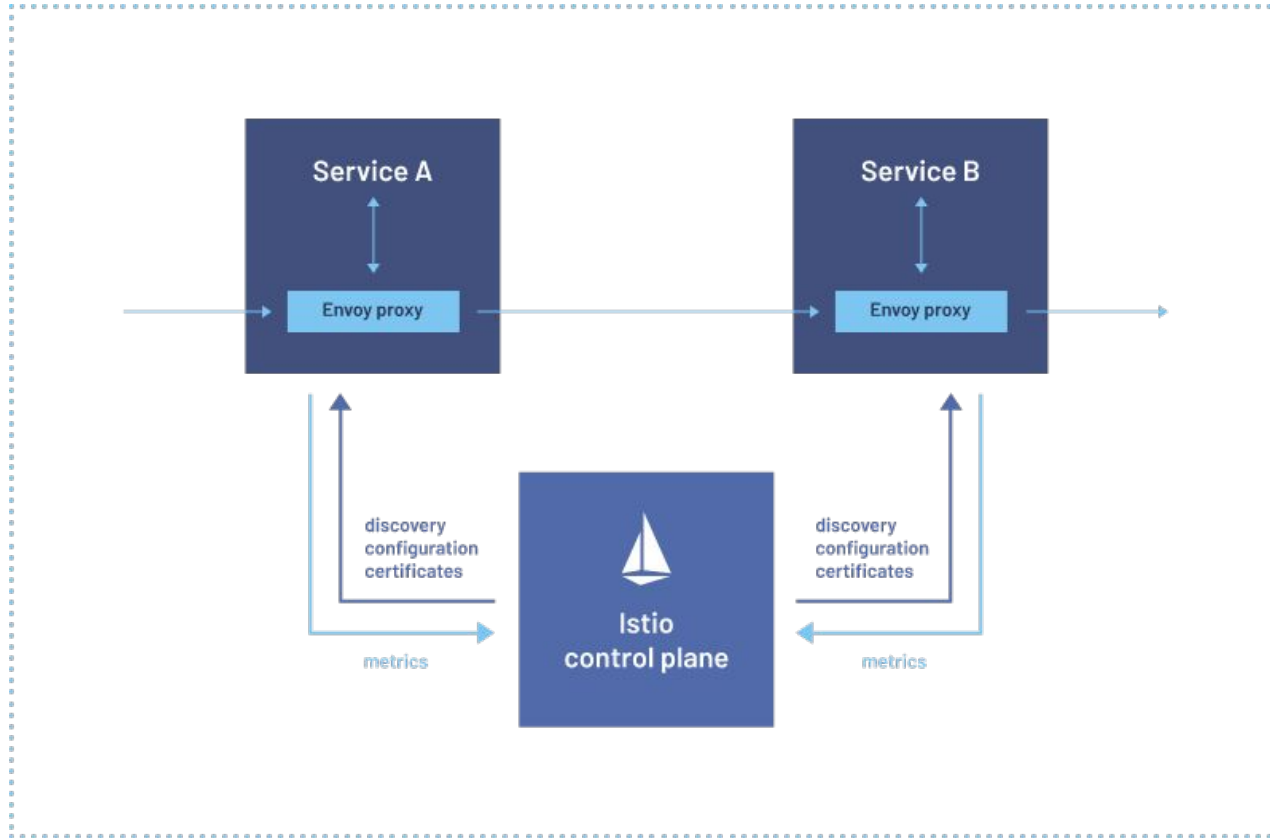 Service A
Service B
Envoy proxy
Envoy proxy
discovery
configuration
certificates
discovery
configuration
certificates
Istio
control plane
metrics
metrics